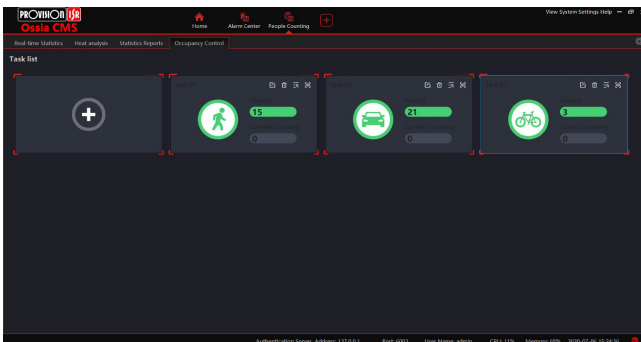 PROVISION ISR
Ossia CMS
Home
Alarm Center
People Counting
View System Settings Help
Real-time Statistics
Heat analysis
Statistics Reports
Occupancy Control
Task list
15
0
21
0
3
0
Authentication Server Address: 127.0.0.1
Port: 6003
User Name: admin
CPU: 11%
Memory: 60%
2020-07-06 15:24:26